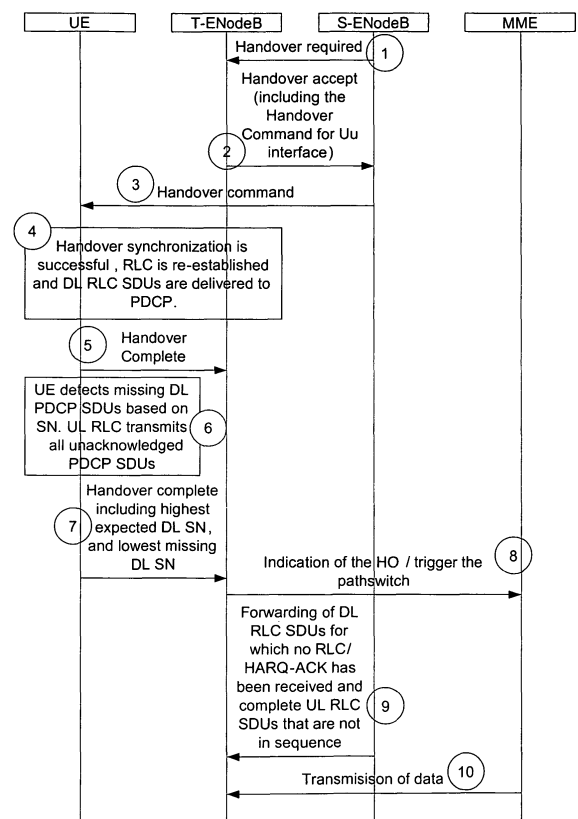 UE
T-ENodeB
S-ENodeB
MME
Handover required
1
Handover accept
(including the
Handover
Command for Uu
interface)
2
3
Handover command
4
Handover synchronization is
successful , RLC is re-established
and DL RLC SDUs are delivered to
PDCP.
5
Handover
Complete
UE detects missing DL
PDCP SDUs based on
SN. UL RLC transmits
all unacknowledged
PDCP SDUs
6
Handover complete
including highest
expected DL SN,
and lowest missing
DL SN
7
8
Indication of the HO / trigger the
pathswitch
Forwarding of DL
RLC SDUs for
which no RLC/
HARQ-ACK has
been received and
complete UL RLC
SDUs that are not
in sequence
9
10
Transmisison of data